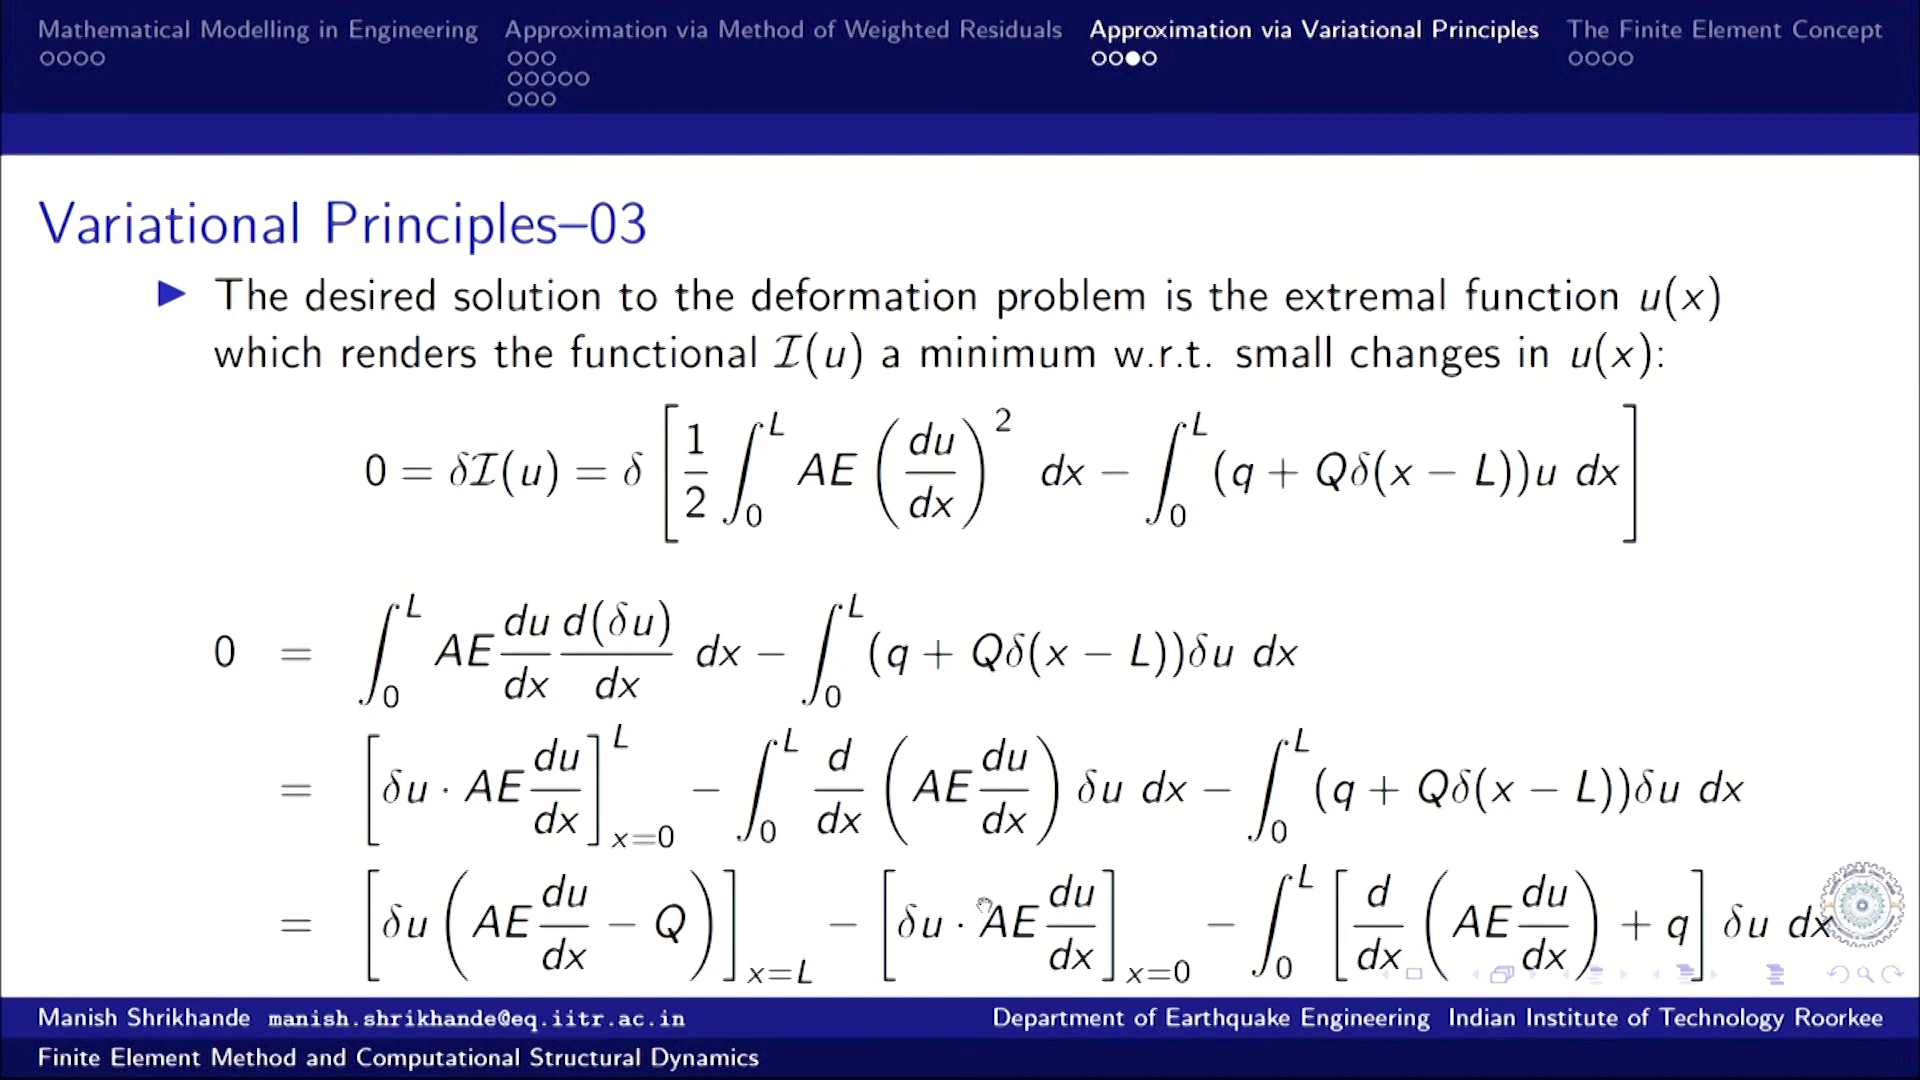 Mathematical Modelling in Engineering Approximation via Method of Weighted Residuals Approximation via Variational Principles The Finite Element Concept
Variational Principles–03
The desired solution to the deformation problem is the extremal function u(x)
which renders the functional ℐ(u) a minimum w.r.t. small changes in u(x):
0 = δℐ(u) = δ [ 1/2 ∫_0^L AE (du/dx)^2 dx − ∫_0^L (q + Qδ(x − L))u dx ]
0 = ∫_0^L AE du/dx d(δu)/dx dx − ∫_0^L (q + Qδ(x − L))δu dx
= [ δu · AE du/dx ]_{x=0}^L − ∫_0^L d/dx ( AE du/dx ) δu dx − ∫_0^L (q + Qδ(x − L))δu dx
= [ δu ( AE du/dx − Q ) ]_{x=L} − [ δu · AE du/dx ]_{x=0} − ∫_0^L [ d/dx ( AE du/dx ) + q ] δu dx
Manish Shrikhande manish.shrikhande@eq.iitr.ac.in Department of Earthquake Engineering Indian Institute of Technology Roorkee
Finite Element Method and Computational Structural Dynamics